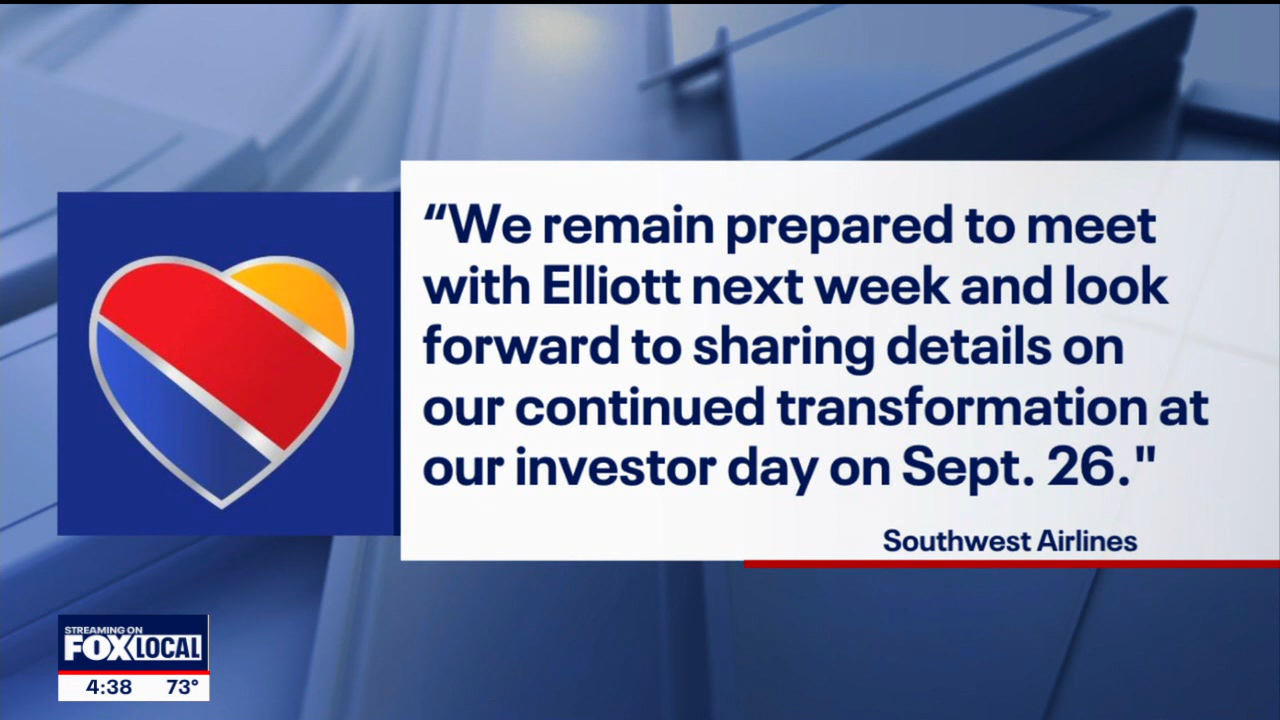 “We remain prepared to meet
with Elliott next week and look
forward to sharing details on
our continued transformation at
our investor day on Sept. 26."
Southwest Airlines
STREAMING ON
FOX LOCAL
4:38 73°